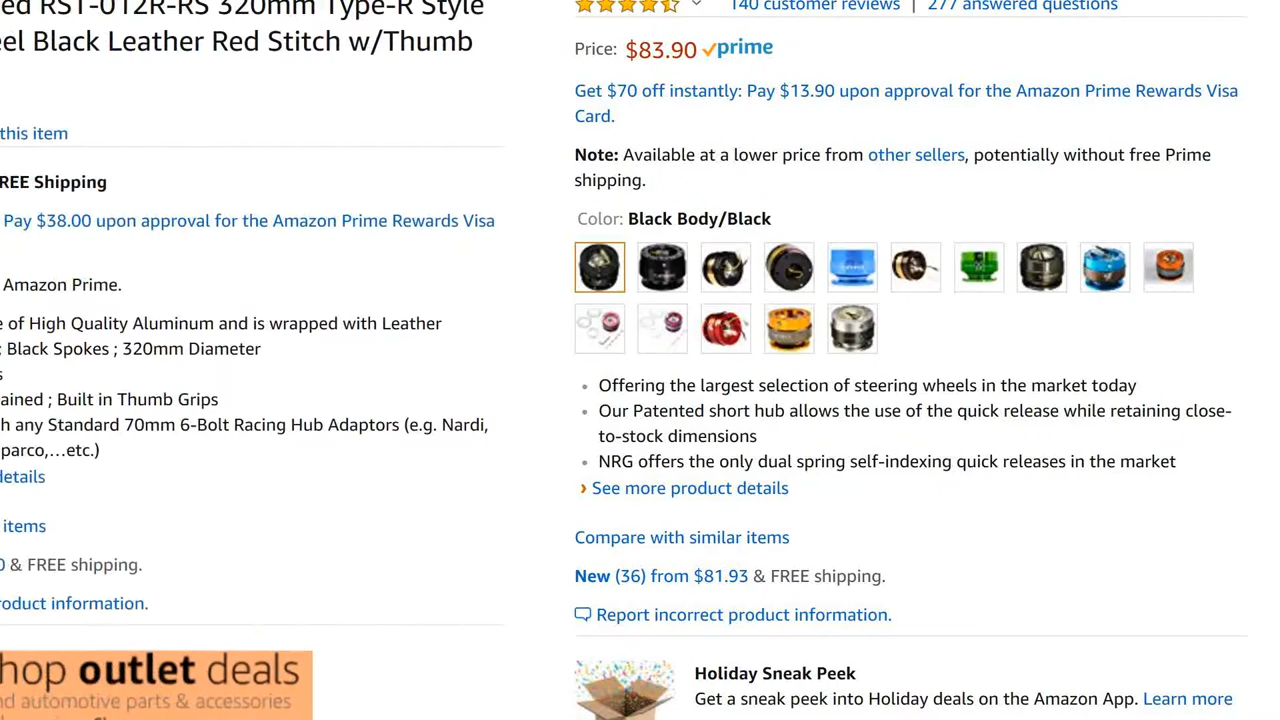 ed RST-012R-RS 320mm Type-R Style
eel Black Leather Red Stitch w/Thumb
this item
REE Shipping
Pay $38.00 upon approval for the Amazon Prime Rewards Visa
Amazon Prime.
e of High Quality Aluminum and is wrapped with Leather
; Black Spokes ; 320mm Diameter
s
ained ; Built in Thumb Grips
h any Standard 70mm 6-Bolt Racing Hub Adaptors (e.g. Nardi,
parco,…etc.)
details
items
0 & FREE shipping.
roduct information.
hop outlet deals
nd automotive parts & accessories
140 customer reviews | 277 answered questions
Price: $83.90 prime
Get $70 off instantly: Pay $13.90 upon approval for the Amazon Prime Rewards Visa
Card.
Note: Available at a lower price from other sellers, potentially without free Prime
shipping.
Color: Black Body/Black
• Offering the largest selection of steering wheels in the market today
• Our Patented short hub allows the use of the quick release while retaining close-
to-stock dimensions
• NRG offers the only dual spring self-indexing quick releases in the market
› See more product details
Compare with similar items
New (36) from $81.93 & FREE shipping.
Report incorrect product information.
Holiday Sneak Peek
Get a sneak peek into Holiday deals on the Amazon App. Learn more